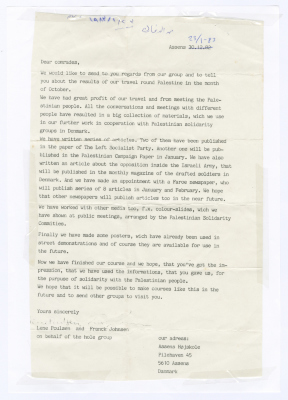 23/1-83
Assens
Dear comrades,
We would like to send to you regards from our group and be tell
you about the results of our travel round Palestine in the month
of October.
We have had great profit of our travel and from meeting the Pale-
stinian people. All the conversations and meetings with different
people have resulted in a big collection of materials, wich we use
in our further work in cooperation with Palestinian solidarity
groups in Denmark.
We have written series of articles. Two of them have been published
in the paper of The Left Socialist Party. Another one will be pub-
lished in the Palestinian Campaign Paper in January. We have also
written an article about the opposition inside the Israeli Army, that
will be published in the monthly magazine of the drafted soldiers in
Denmark. And we have made an appointment with a Faroe newspaper, who
will publish series of 8 articles in January and February. We hope
that other newspapers will publish articles too in the near future.
We have worked with other media too, f.x. colour-slides, wich we
have shown at public meetings, arranged by the Palestinian Solidarity
Committee.
Finally we have made some posters, wich have already been used in
street demonstrations and of course they are available for use in
the future.
Now we have finished our course and we hope, that you've got the im-
pression, that we have used the informations, that you gave us, for
the purpose of solidarity with the Palestinian people.
We hope that it will be possible to make courses like this in the
future and to send other groups to visit you.
Yours sincerely
Lone Poulsen and Franck Johnsen
on behalf of the hole group
our adress:
Assens Højskole
Filshaven 45
5610 Assens
Denmark